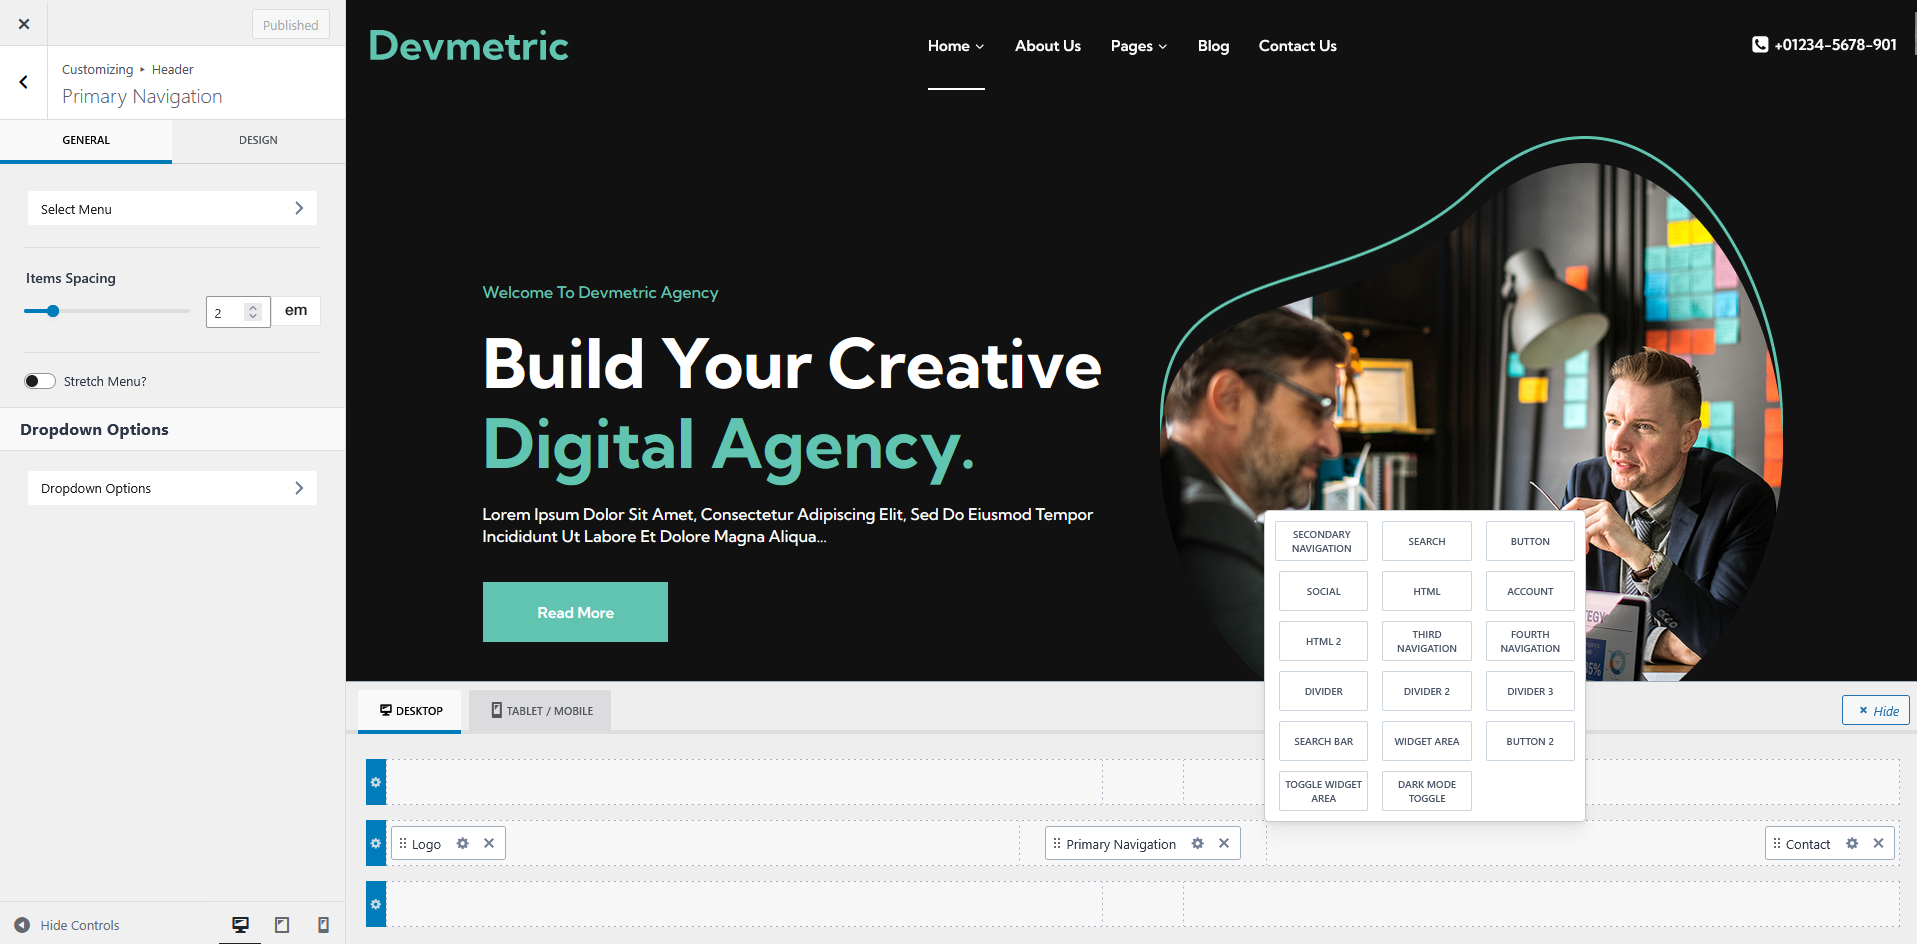 Published
Customizing ▸ Header
Primary Navigation
GENERAL
DESIGN
Select Menu
Items Spacing
2
em
Stretch Menu?
Dropdown Options
Dropdown Options
Hide Controls
Devmetric
Home
About Us
Pages
Blog
Contact Us
+01234-5678-901
Welcome To Devmetric Agency
Build Your Creative
Digital Agency.
Lorem Ipsum Dolor Sit Amet, Consectetur Adipiscing Elit, Sed Do Eiusmod Tempor
Incididunt Ut Labore Et Dolore Magna Aliqua...
Read More
SECONDARY
NAVIGATION
SEARCH
BUTTON
SOCIAL
HTML
ACCOUNT
HTML 2
THIRD
NAVIGATION
FOURTH
NAVIGATION
DIVIDER
DIVIDER 2
DIVIDER 3
SEARCH BAR
WIDGET AREA
BUTTON 2
TOGGLE WIDGET
AREA
DARK MODE
TOGGLE
DESKTOP
TABLET / MOBILE
Hide
Logo
Primary Navigation
Contact